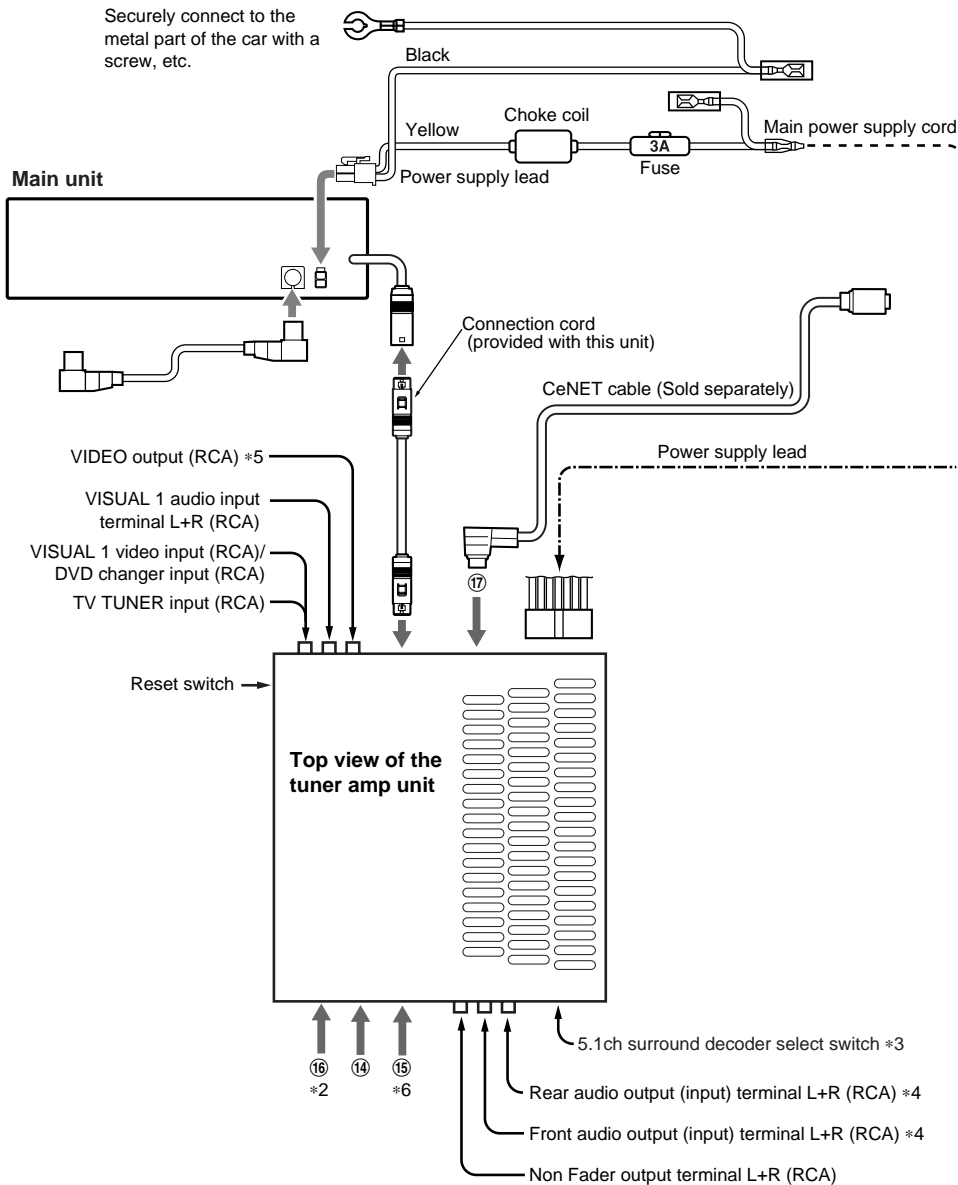 Securely connect to the
metal part of the car with a
screw, etc.
Black
Choke coil
Yellow
Main power supply cord
3A
Fuse
Power supply lead
Main unit
Connection cord
(provided with this unit)
CeNET cable (Sold separately)
VIDEO output (RCA) *5
Power supply lead
VISUAL 1 audio input
terminal L+R (RCA)
VISUAL 1 video input (RCA)/
DVD changer input (RCA)
TV TUNER input (RCA)
⑰
Reset switch
Top view of the
tuner amp unit
5.1ch surround decoder select switch *3
⑯ ⑭ ⑮
*2 *6
Rear audio output (input) terminal L+R (RCA) *4
Front audio output (input) terminal L+R (RCA) *4
Non Fader output terminal L+R (RCA)